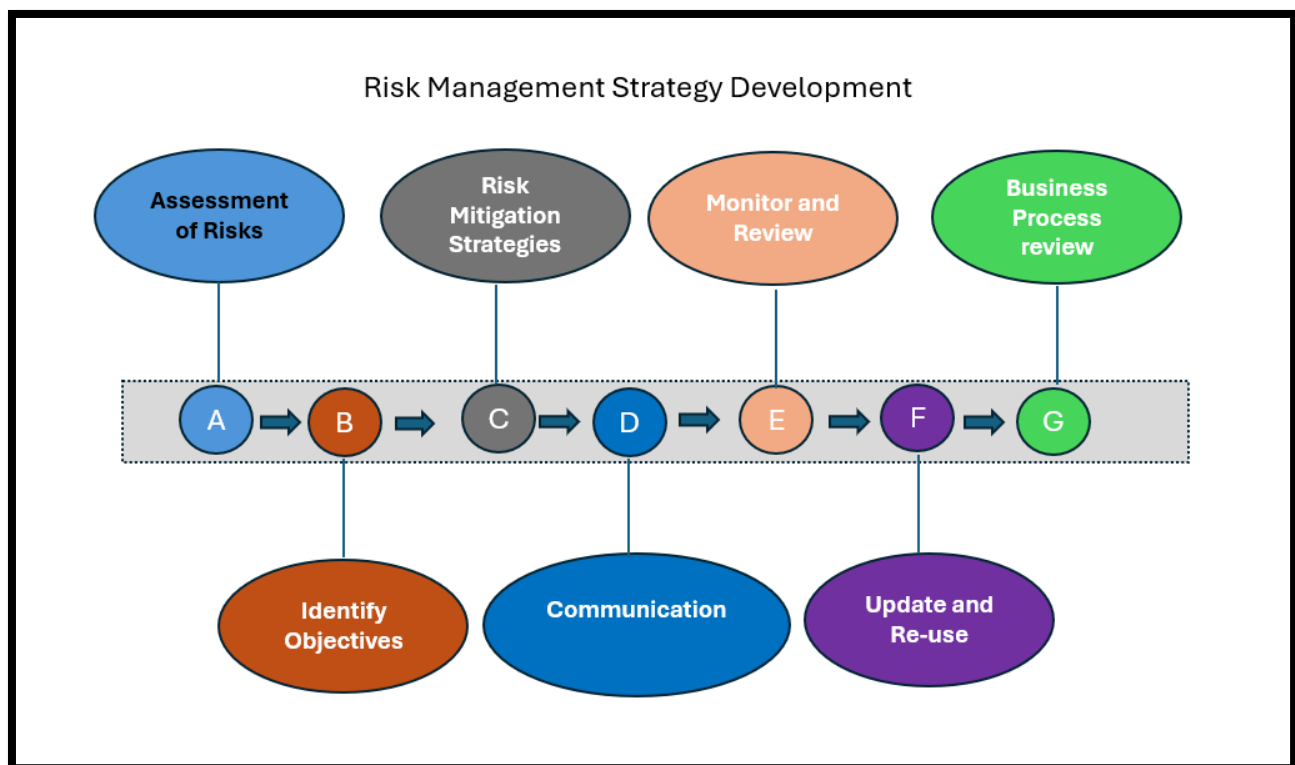 Risk Management Strategy Development
Assessment
of Risks
Risk
Mitigation
Strategies
Monitor and
Review
Business
Process
review
A
B
C
D
E
F
G
Identify
Objectives
Communication
Update and
Re-use